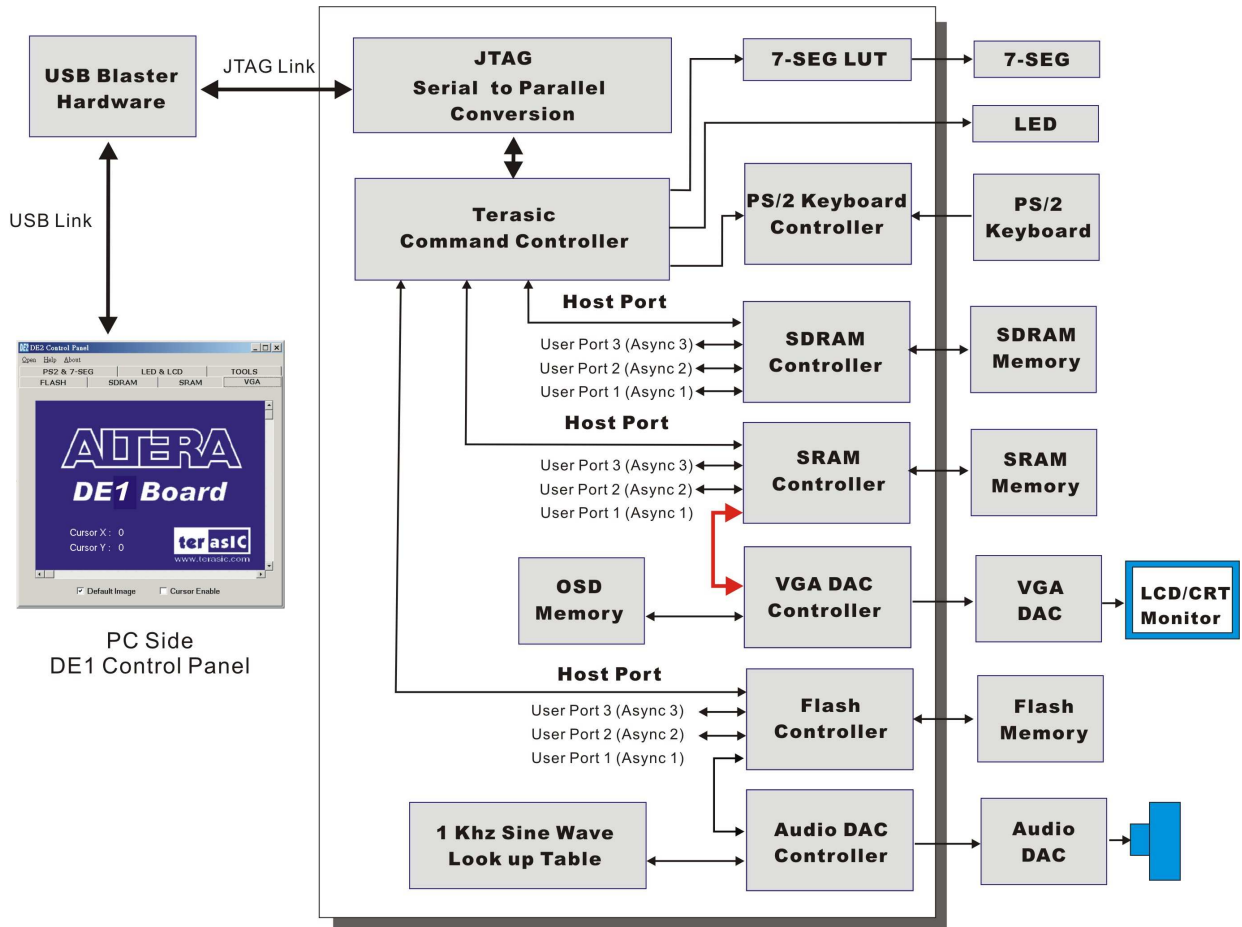 USB Blaster
Hardware
JTAG Link
JTAG
Serial to Parallel
Conversion
7-SEG LUT
7-SEG
LED
USB Link
Terasic
Command Controller
PS/2 Keyboard
Controller
PS/2
Keyboard
Host Port
User Port 3 (Async 3)
User Port 2 (Async 2)
User Port 1 (Async 1)
SDRAM
Controller
SDRAM
Memory
Host Port
User Port 3 (Async 3)
User Port 2 (Async 2)
User Port 1 (Async 1)
SRAM
Controller
SRAM
Memory
OSD
Memory
VGA DAC
Controller
VGA
DAC
LCD/CRT
Monitor
Host Port
User Port 3 (Async 3)
User Port 2 (Async 2)
User Port 1 (Async 1)
Flash
Controller
Flash
Memory
1 Khz Sine Wave
Look up Table
Audio DAC
Controller
Audio
DAC
DE2 DE2 Control Panel
Open Help About
PS2 & 7-SEG LED & LCD TOOLS
FLASH SDRAM SRAM VGA
ALTERA
DE1 Board
Cursor X : 0
Cursor Y : 0
terasIC
www.terasic.com
Default Image Cursor Enable
PC Side
DE1 Control Panel